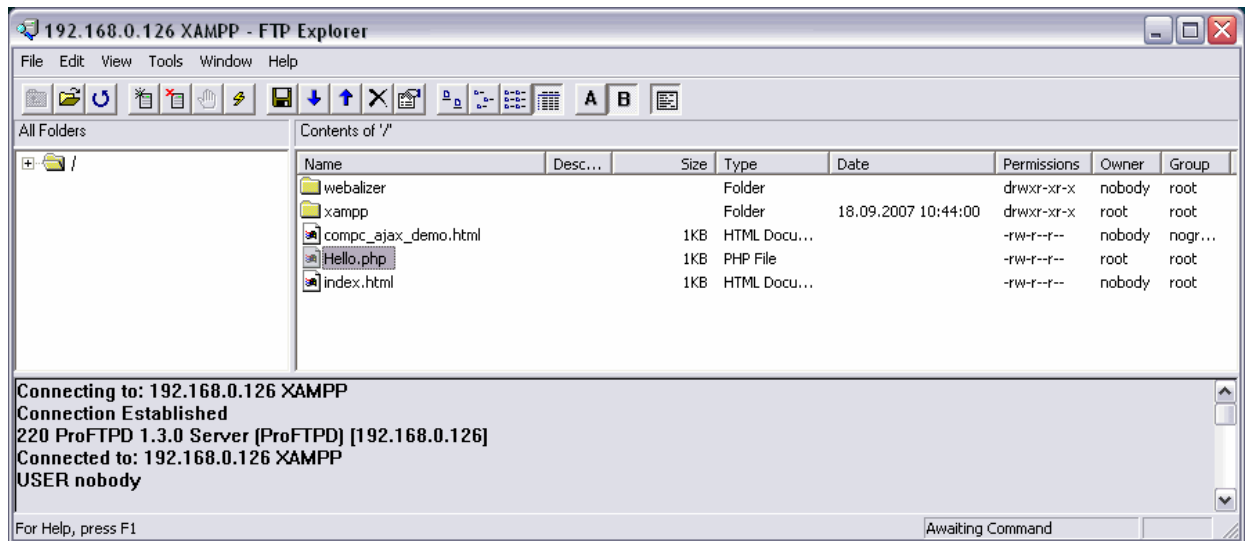 192.168.0.126 XAMPP - FTP Explorer
File Edit View Tools Window Help
A B
All Folders
Contents of '/'
/
Name Desc... Size Type Date Permissions Owner Group
webalizer Folder drwxr-xr-x nobody root
xampp Folder 18.09.2007 10:44:00 drwxr-xr-x root root
compc_ajax_demo.html 1KB HTML Docu... -rw-r--r-- nobody nogr...
Hello.php 1KB PHP File -rw-r--r-- root root
index.html 1KB HTML Docu... -rw-r--r-- nobody root
Connecting to: 192.168.0.126 XAMPP
Connection Established
220 ProFTPD 1.3.0 Server (ProFTPD) [192.168.0.126]
Connected to: 192.168.0.126 XAMPP
USER nobody
For Help, press F1
Awaiting Command